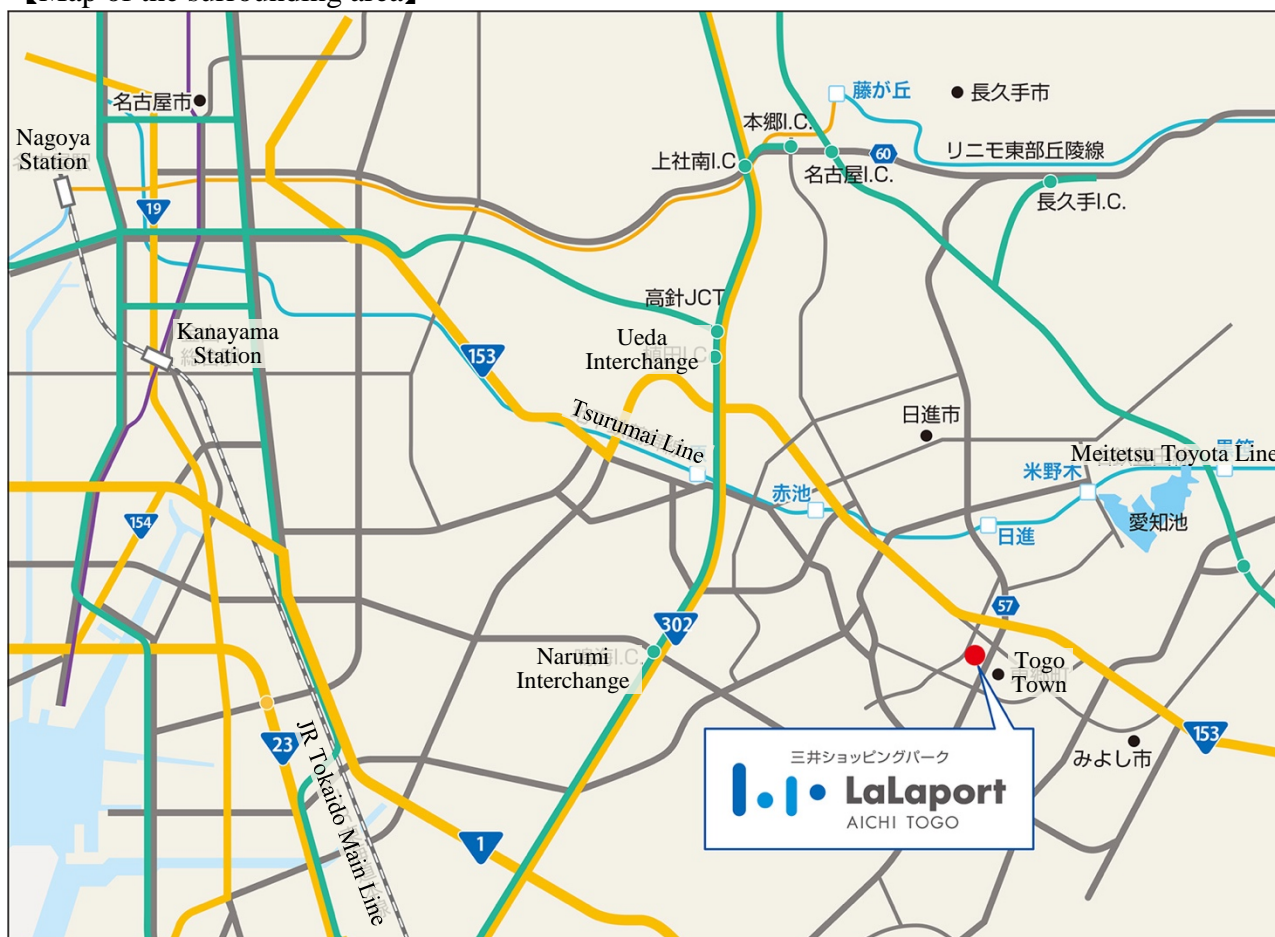 【Map of the surrounding area】
名古屋市
Nagoya
Station
19
藤が丘
長久手市
本郷I.C.
上社南I.C
60
リニモ東部丘陵線
名古屋I.C.
長久手I.C.
高針JCT
Kanayama
Station
Ueda
Interchange
153
Tsurumai Line
日進市
Meitetsu Toyota Line
米野木
赤池
日進
愛知池
154
57
302
Narumi
Interchange
Togo
Town
23
JR Tokaido Main Line
153
みよし市
三井ショッピングパーク
LaLaport
AICHI TOGO
1